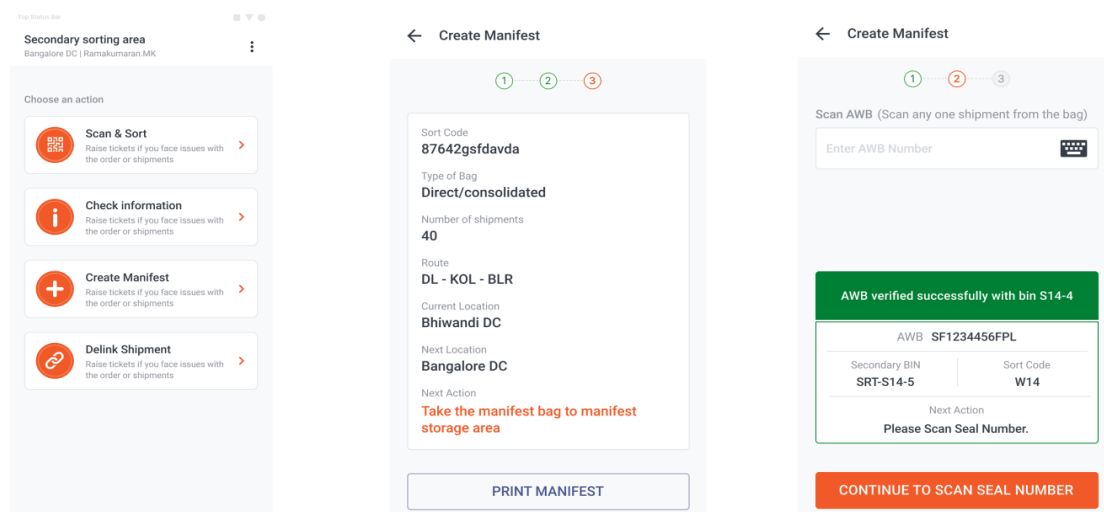 Top Status Bar
Secondary sorting area
Bangalore DC | Ramakumaran.MK
Choose an action
Scan & Sort
Raise tickets if you face issues with
the order or shipments
Check information
Raise tickets if you face issues with
the order or shipments
Create Manifest
Raise tickets if you face issues with
the order or shipments
Delink Shipment
Raise tickets if you face issues with
the order or shipments
Create Manifest
1 2 3
Sort Code
87642gsfdavda
Type of Bag
Direct/consolidated
Number of shipments
40
Route
DL - KOL - BLR
Current Location
Bhiwandi DC
Next Location
Bangalore DC
Next Action
Take the manifest bag to manifest
storage area
PRINT MANIFEST
Create Manifest
1 2 3
Scan AWB (Scan any one shipment from the bag)
Enter AWB Number
AWB verified successfully with bin S14-4
AWB SF1234456FPL
Secondary BIN Sort Code
SRT-S14-5 W14
Next Action
Please Scan Seal Number.
CONTINUE TO SCAN SEAL NUMBER